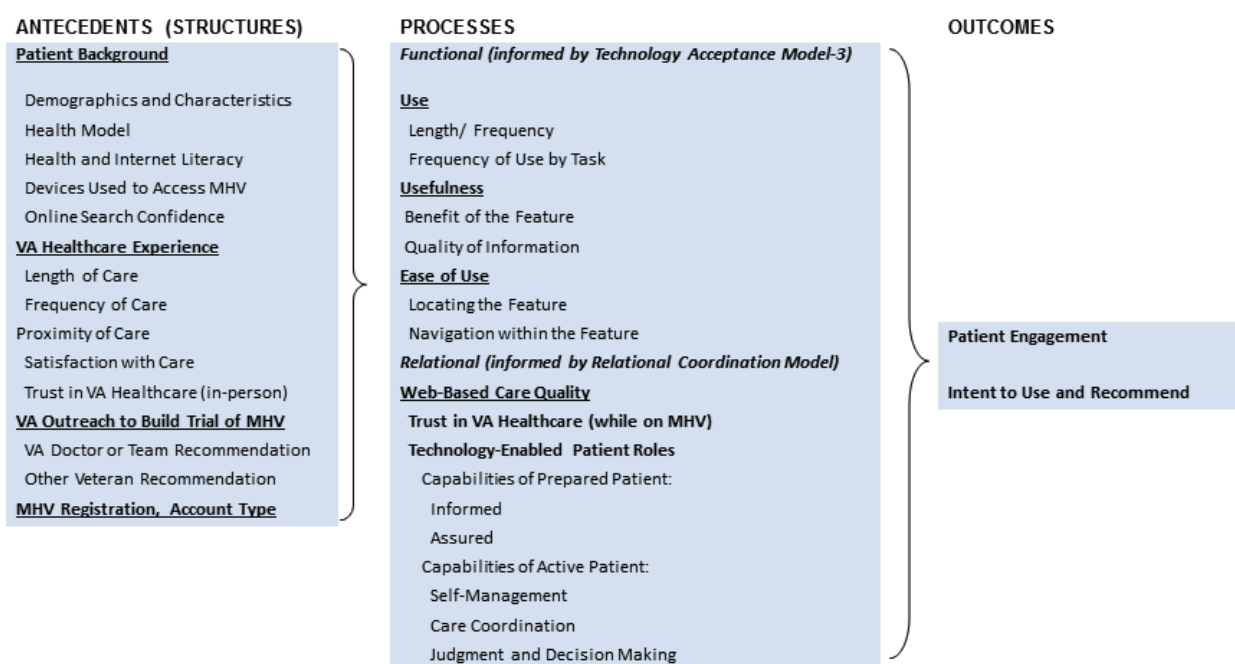 ANTECEDENTS (STRUCTURES)
Patient Background
Demographics and Characteristics
Health Model
Health and Internet Literacy
Devices Used to Access MHV
Online Search Confidence
VA Healthcare Experience
Length of Care
Frequency of Care
Proximity of Care
Satisfaction with Care
Trust in VA Healthcare (in-person)
VA Outreach to Build Trial of MHV
VA Doctor or Team Recommendation
Other Veteran Recommendation
MHV Registration, Account Type
PROCESSES
Functional (informed by Technology Acceptance Model-3)
Use
Length/ Frequency
Frequency of Use by Task
Usefulness
Benefit of the Feature
Quality of Information
Ease of Use
Locating the Feature
Navigation within the Feature
Relational (informed by Relational Coordination Model)
Web-Based Care Quality
Trust in VA Healthcare (while on MHV)
Technology-Enabled Patient Roles
Capabilities of Prepared Patient:
Informed
Assured
Capabilities of Active Patient:
Self-Management
Care Coordination
Judgment and Decision Making
OUTCOMES
Patient Engagement
Intent to Use and Recommend